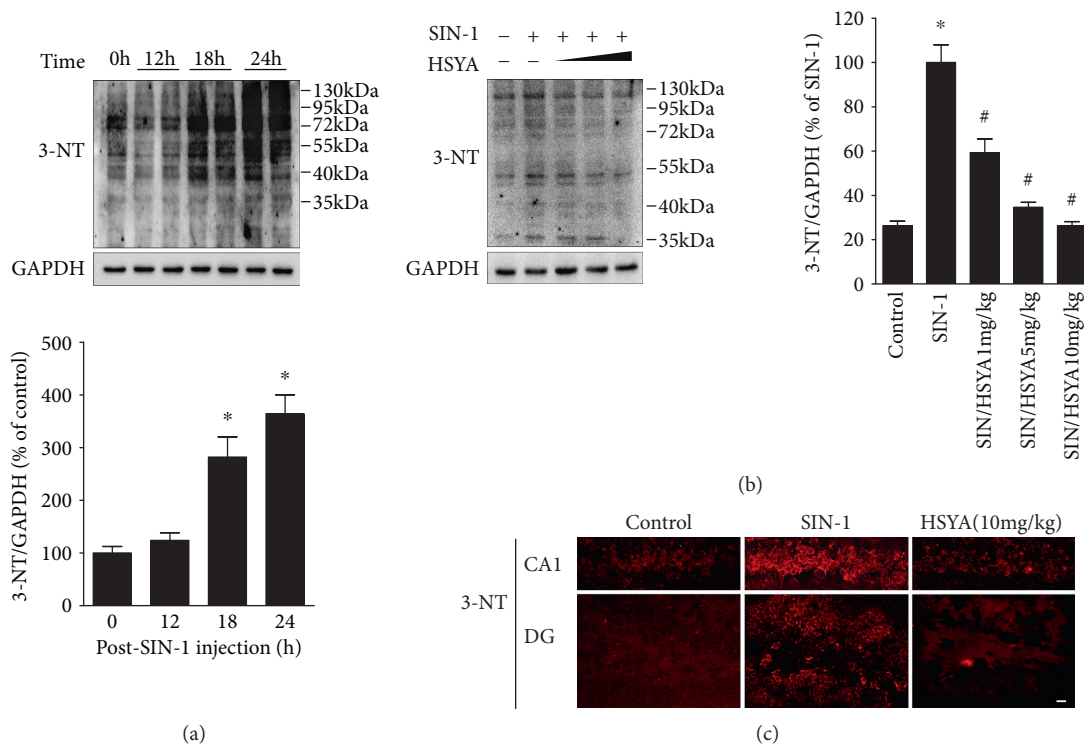 Time 0h 12h 18h 24h
3-NT
130kDa
95kDa
72kDa
55kDa
40kDa
35kDa
GAPDH
3-NT/GAPDH (% of control)
500
400
300
200
100
0
* *
0 12 18 24
Post-SIN-1 injection (h)
(a)
SIN-1 − + + + +
HSYA − −
3-NT
130kDa
95kDa
72kDa
55kDa
40kDa
35kDa
GAPDH
3-NT/GAPDH (% of SIN-1)
120
100
80
60
40
20
0
* # # #
Control
SIN-1
SIN/HSYA1mg/kg
SIN/HSYA5mg/kg
SIN/HSYA10mg/kg
(b)
Control SIN-1 HSYA(10mg/kg)
3-NT
CA1
DG
(c)